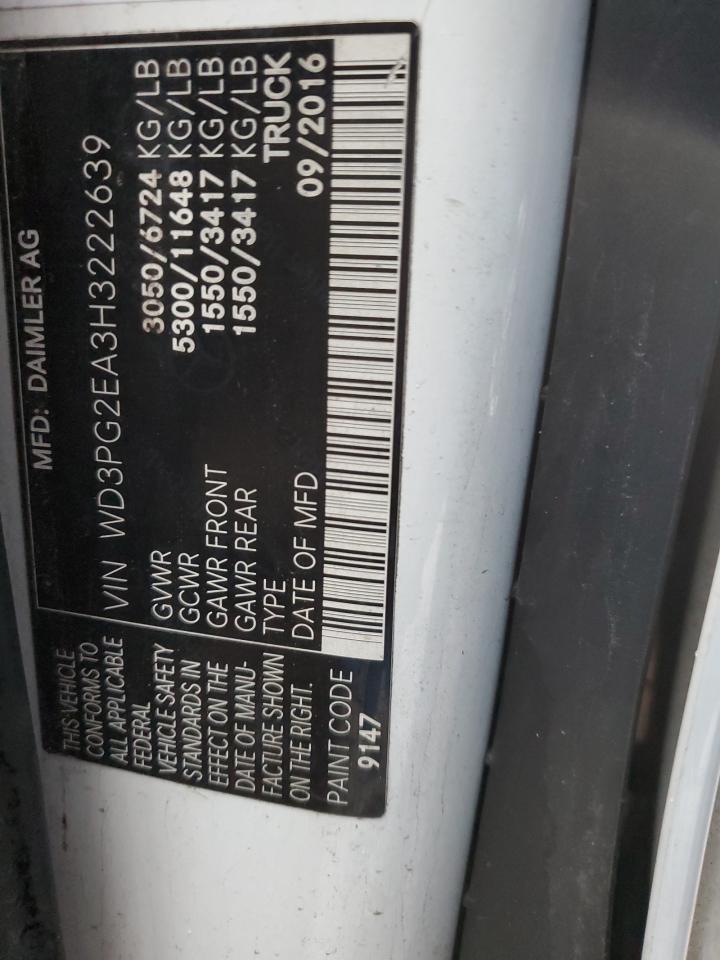 MFD: DAIMLER AG
VIN WD3PG2EA3H3222639
GVWR 3050/6724 KG/LB
GCWR 5300/11648 KG/LB
GAWR FRONT 1550/3417 KG/LB
GAWR REAR 1550/3417 KG/LB
TYPE TRUCK
DATE OF MFD 09/2016
THIS VEHICLE
CONFORMS TO
ALL APPLICABLE
FEDERAL
VEHICLE SAFETY
STANDARDS IN
EFFECT ON THE
DATE OF MANU-
FACTURE SHOWN
ON THE RIGHT.
PAINT CODE
9147